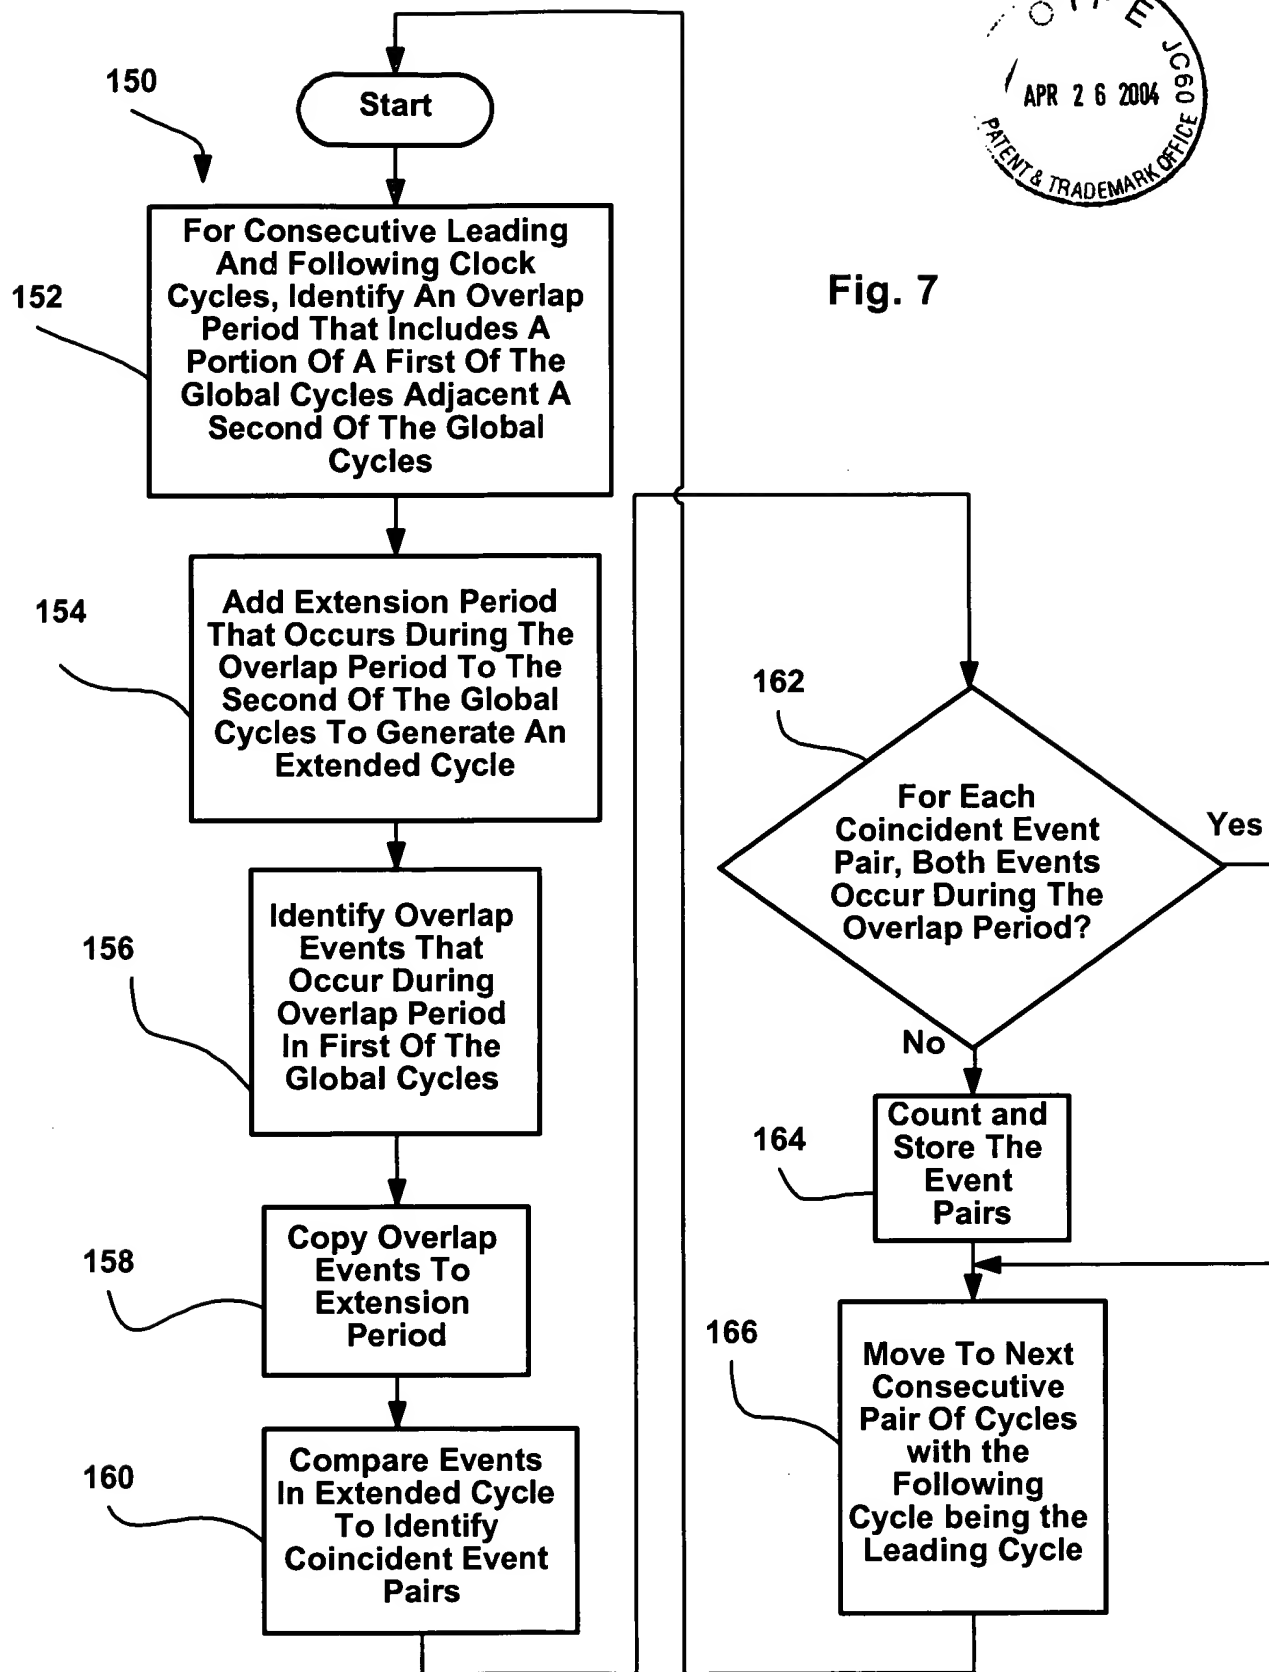 150
Start
152
For Consecutive Leading
And Following Clock
Cycles, Identify An Overlap
Period That Includes A
Portion Of A First Of The
Global Cycles Adjacent A
Second Of The Global
Cycles
154
Add Extension Period
That Occurs During The
Overlap Period To The
Second Of The Global
Cycles To Generate An
Extended Cycle
156
Identify Overlap
Events That
Occur During
Overlap Period
In First Of The
Global Cycles
158
Copy Overlap
Events To
Extension
Period
160
Compare Events
In Extended Cycle
To Identify
Coincident Event
Pairs
JC60
APR 26 2004
PATENT & TRADEMARK OFFICE
Fig. 7
162
For Each
Coincident Event
Pair, Both Events
Occur During The
Overlap Period?
Yes
No
164
Count and
Store The
Event
Pairs
166
Move To Next
Consecutive
Pair Of Cycles
with the
Following
Cycle being the
Leading Cycle